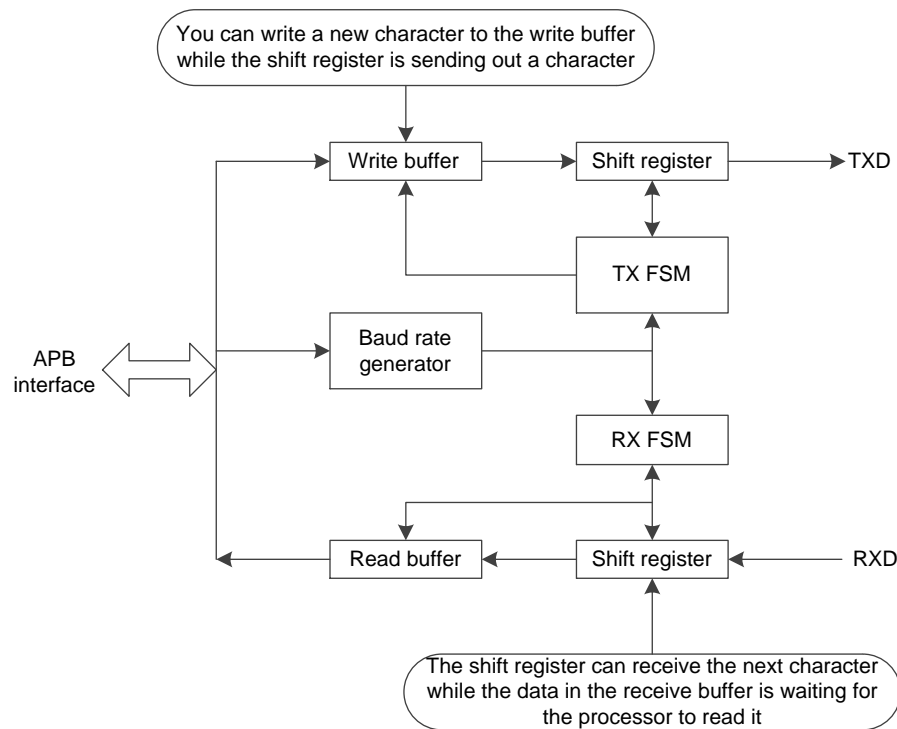 You can write a new character to the write buffer
while the shift register is sending out a character
Write buffer
Shift register
TXD
TX FSM
Baud rate
generator
APB
interface
RX FSM
Read buffer
Shift register
RXD
The shift register can receive the next character
while the data in the receive buffer is waiting for
the processor to read it